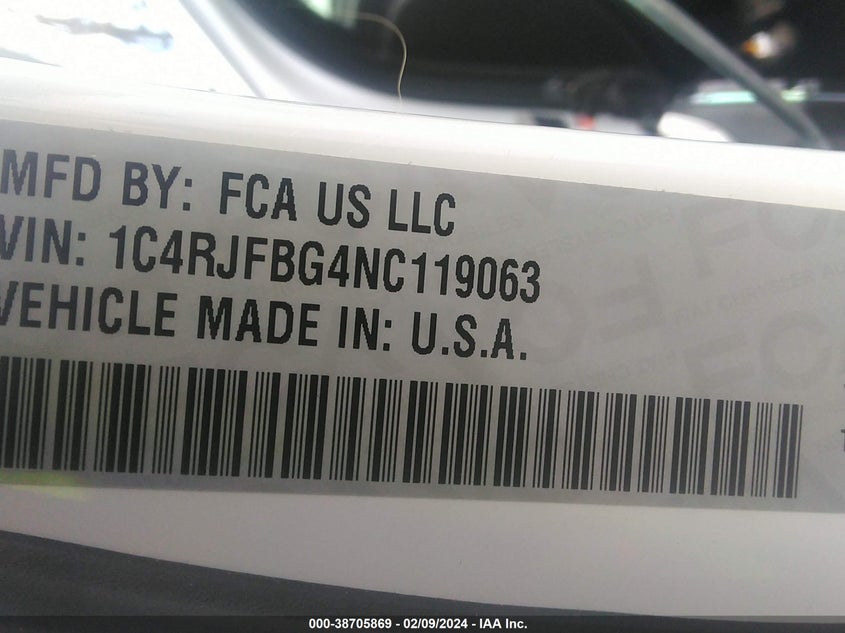 MFD BY: FCA US LLC
VIN: 1C4RJFBG4NC119063
VEHICLE MADE IN: U.S.A.
000-38705869 - 02/09/2024 - IAA Inc.